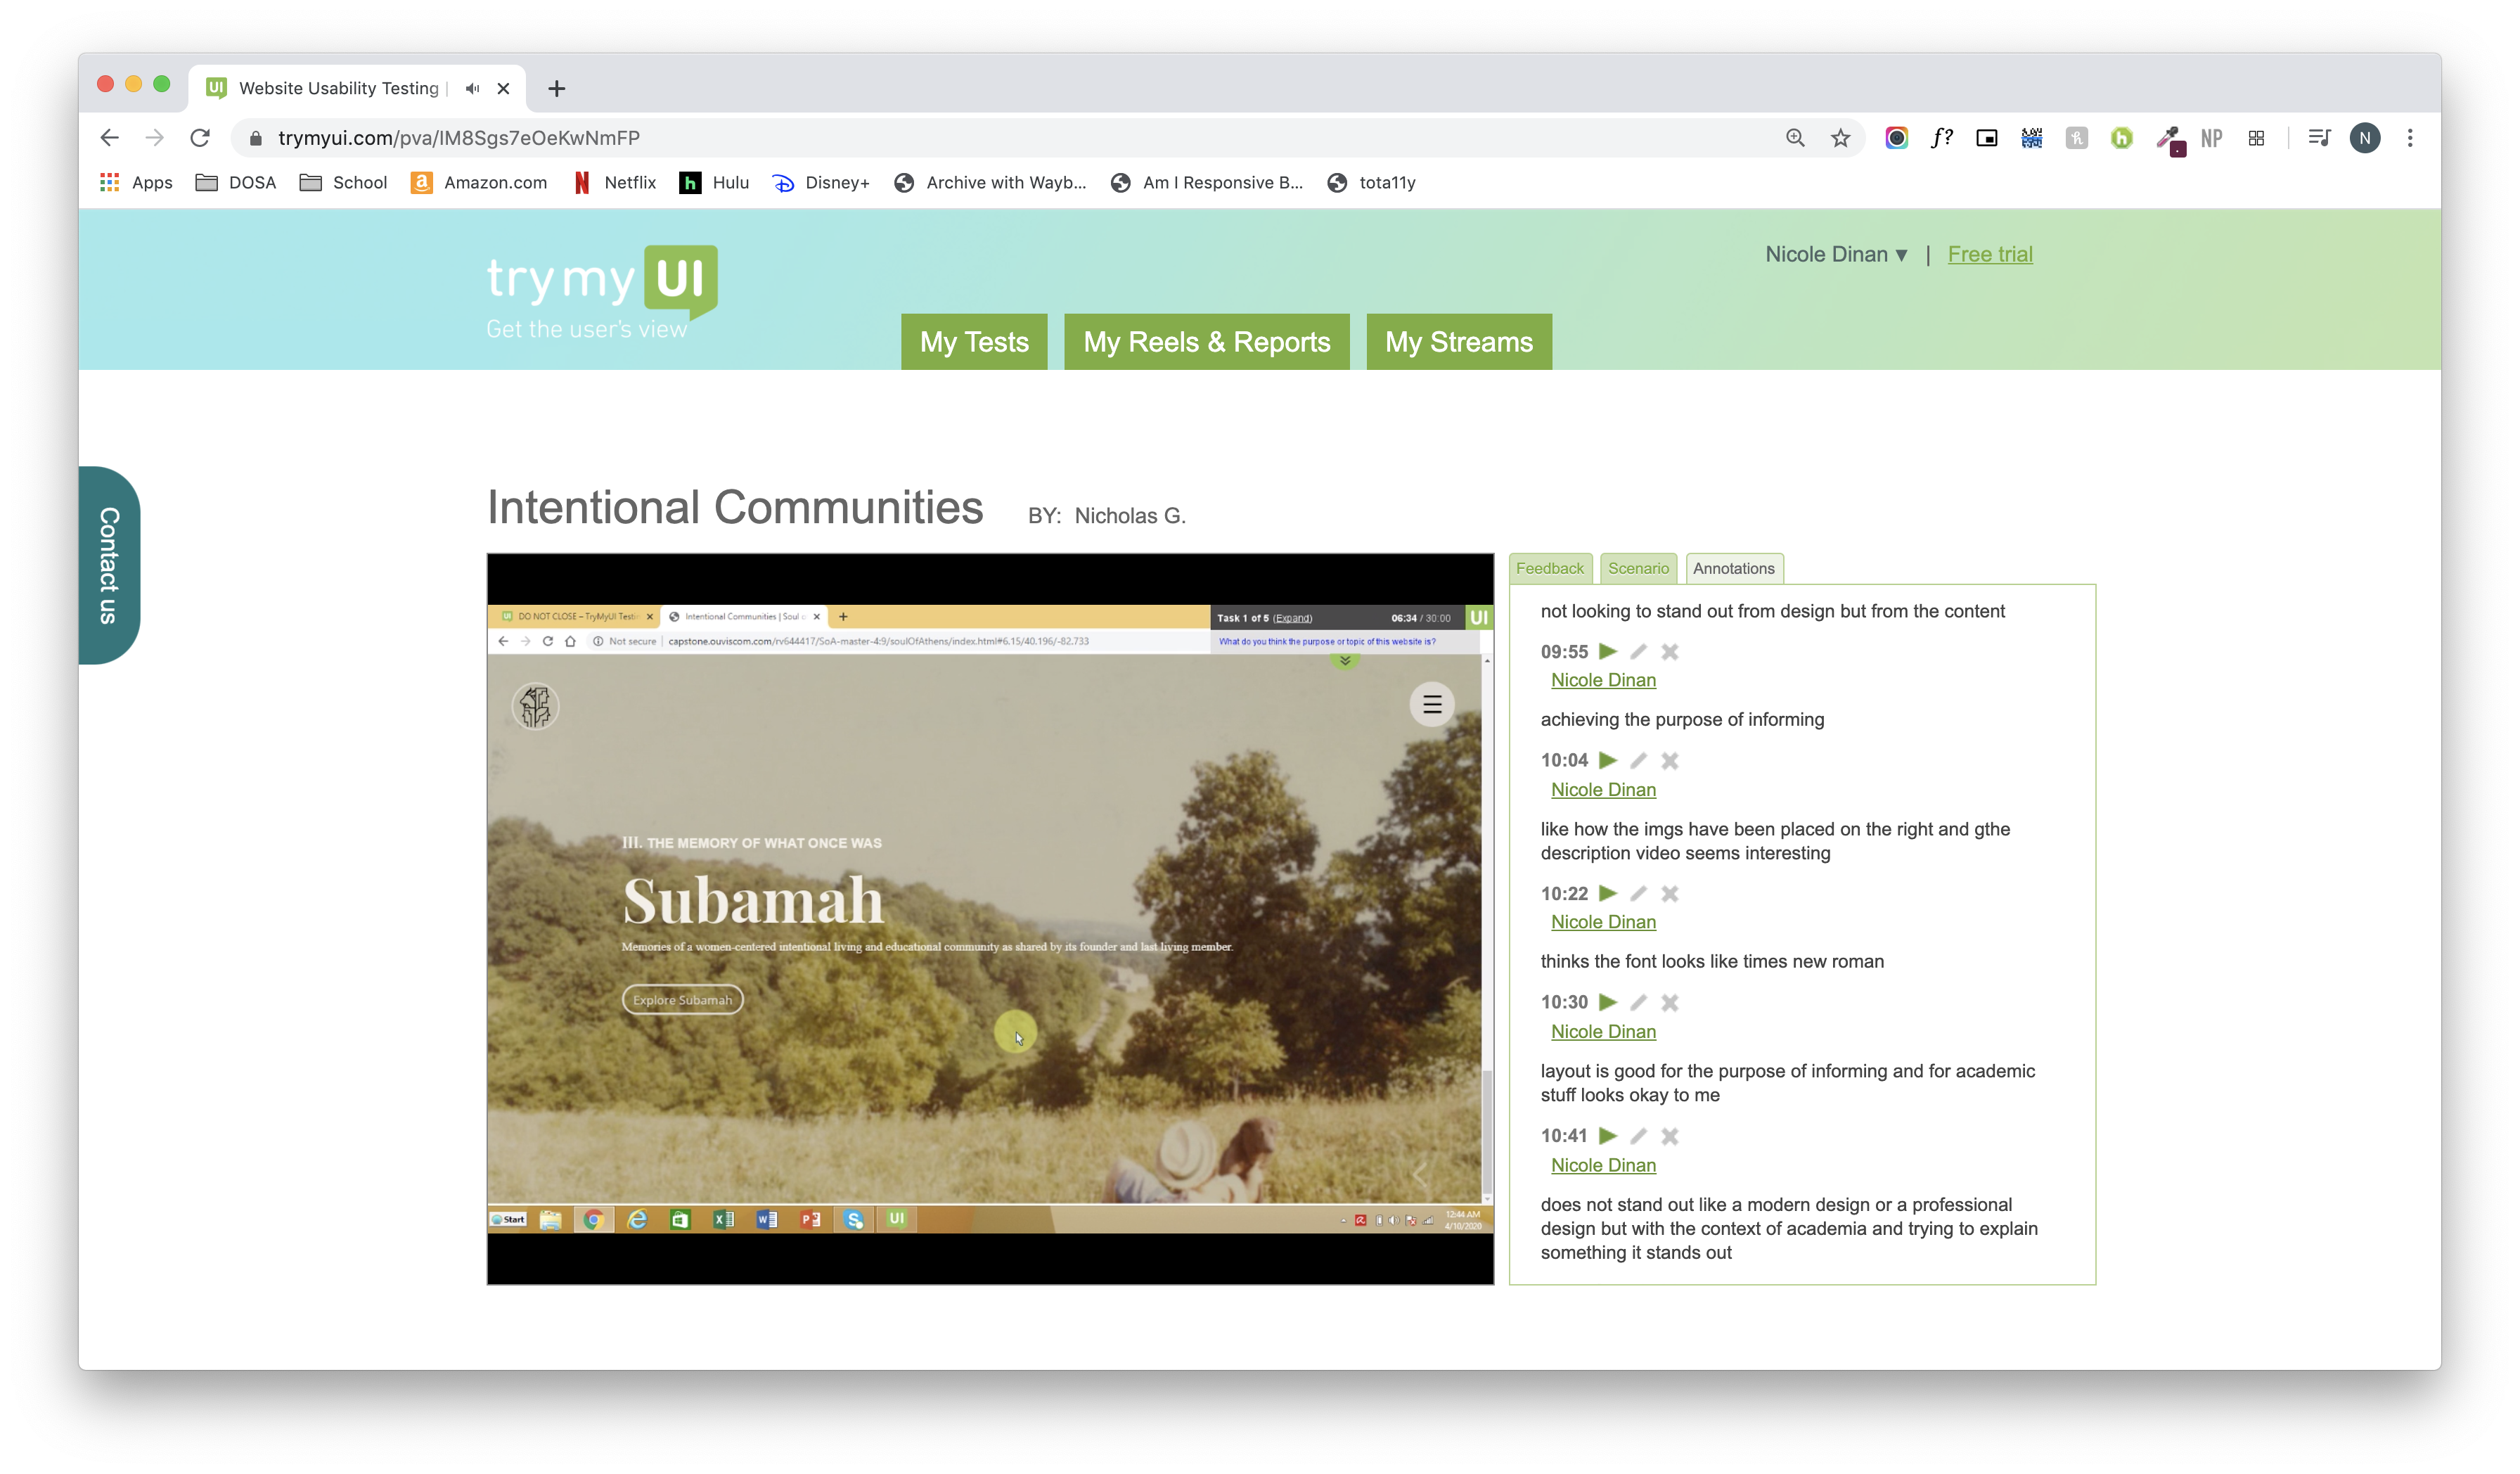 UI Website Usability Testing |
trymyui.com/pva/IM8Sgs7eOeKwNmFP
f?
NP
N
Apps DOSA School Amazon.com Netflix Hulu Disney+ Archive with Wayb... Am I Responsive B... tota11y
try my UI
Get the user's view
Nicole Dinan ▼ | Free trial
My Tests My Reels & Reports My Streams
Contact us
Intentional Communities BY: Nicholas G.
DO NOT CLOSE – TryMyUI Testi
Intentional Communities | Soul
Task 1 of 5 (Expand) 06:34 / 30:00 UI
Not secure | capstone.ouviscom.com/rv644417/SoA-master-4:9/soulOfAthens/index.html#6.15/40.196/-82.733
What do you think the purpose or topic of this website is?
III. THE MEMORY OF WHAT ONCE WAS
Subamah
Memories of a women-centered intentional living and educational community as shared by its founder and last living member.
Explore Subamah
Start
UI
12:44 AM
4/10/2020
Feedback Scenario Annotations
not looking to stand out from design but from the content
09:55
Nicole Dinan
achieving the purpose of informing
10:04
Nicole Dinan
like how the imgs have been placed on the right and gthe
description video seems interesting
10:22
Nicole Dinan
thinks the font looks like times new roman
10:30
Nicole Dinan
layout is good for the purpose of informing and for academic
stuff looks okay to me
10:41
Nicole Dinan
does not stand out like a modern design or a professional
design but with the context of academia and trying to explain
something it stands out